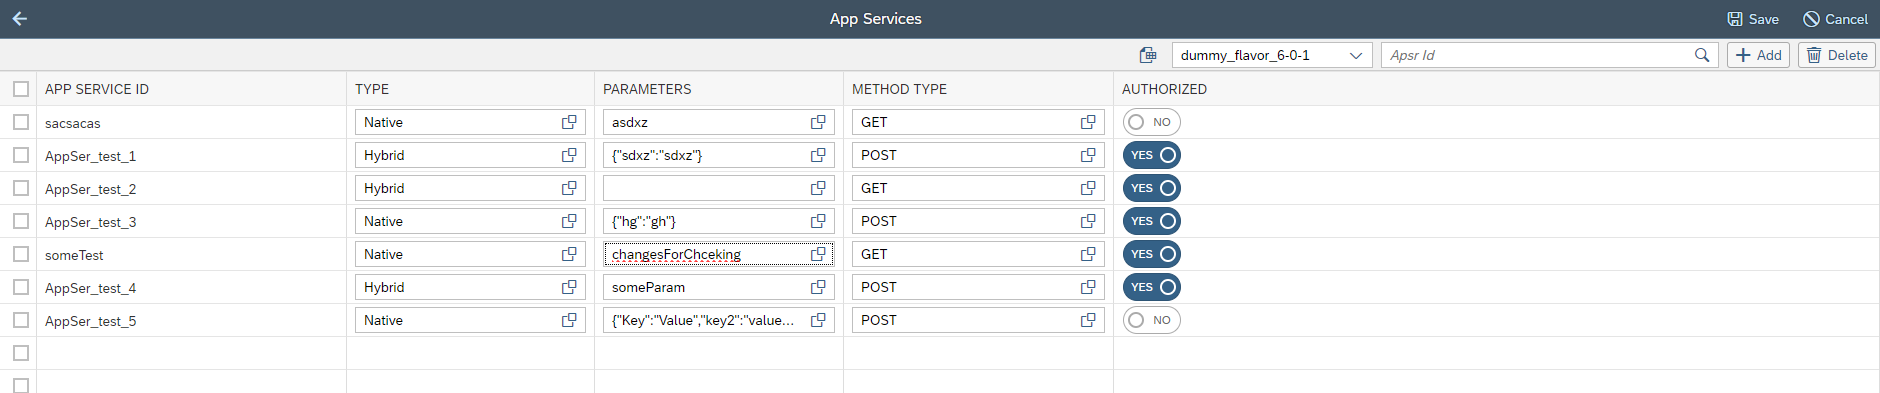 App Services
Save Cancel
dummy_flavor_6-0-1 Apsr Id Add Delete
APP SERVICE ID TYPE PARAMETERS METHOD TYPE AUTHORIZED
sacsacas Native asdxz GET NO
AppSer_test_1 Hybrid {"sdxz":"sdxz"} POST YES
AppSer_test_2 Hybrid GET YES
AppSer_test_3 Native {"hg":"gh"} POST YES
someTest Native changesForChceking GET YES
AppSer_test_4 Hybrid someParam POST YES
AppSer_test_5 Native {"Key":"Value","key2":"value... POST NO